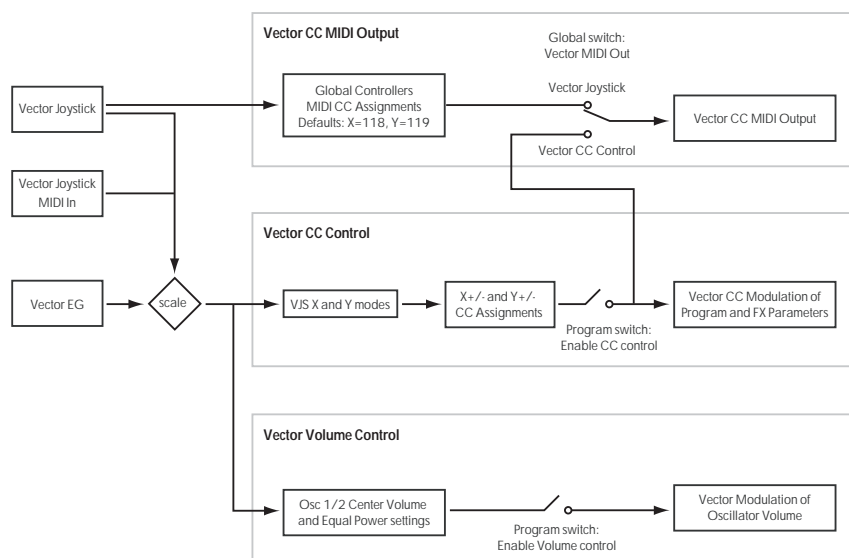 Vector CC MIDI Output
Global switch:
Vector MIDI Out
Vector Joystick
Global Controllers
MIDI CC Assignments
Defaults: X=118, Y=119
Vector Joystick
Vector CC MIDI Output
Vector CC Control
Vector Joystick
MIDI In
Vector CC Control
Vector EG
scale
VJS X and Y modes
X+/- and Y+/-
CC Assignments
Program switch:
Enable CC control
Vector CC Modulation of
Program and FX Parameters
Vector Volume Control
Osc 1/2 Center Volume
and Equal Power settings
Program switch:
Enable Volume control
Vector Modulation of
Oscillator Volume